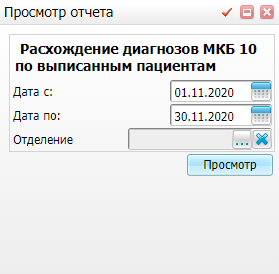 Просмотр отчета
Расхождение диагнозов МКБ 10
по выписанным пациентам
Дата с: 01.11.2020
Дата по: 30.11.2020
Отделение ...
Просмотр